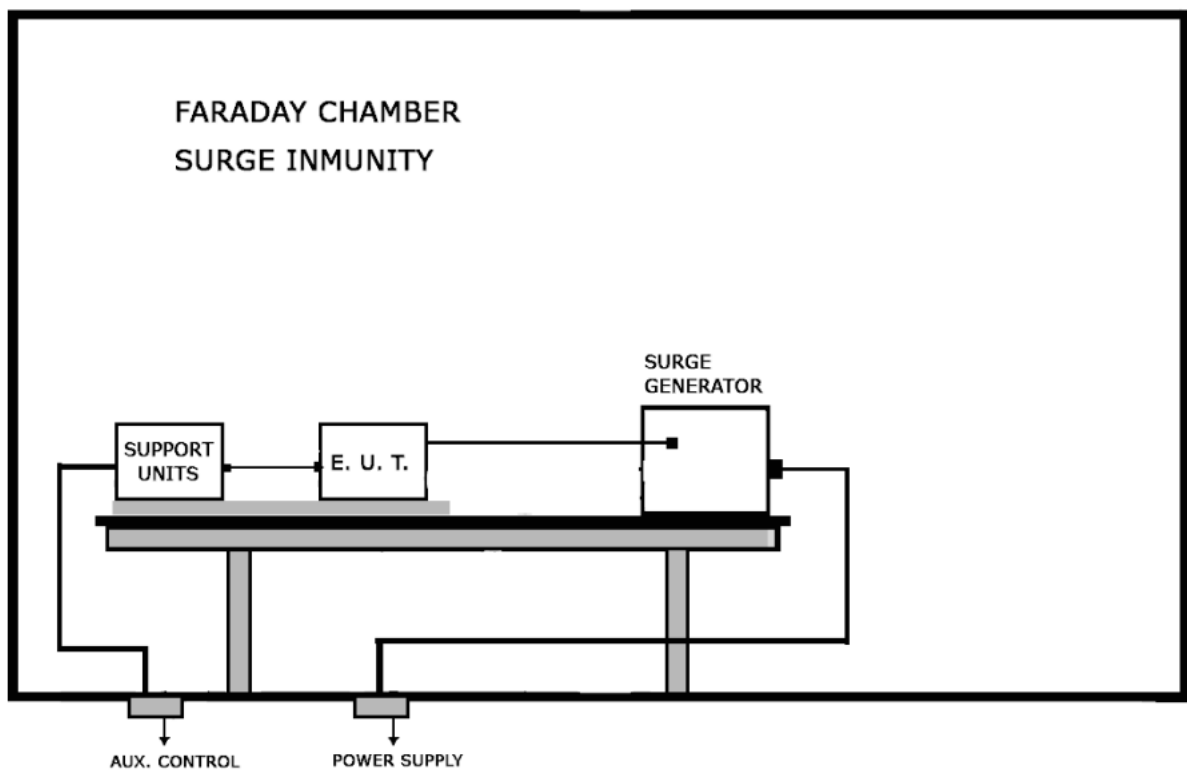 FARADAY CHAMBER
SURGE INMUNITY
SURGE
GENERATOR
SUPPORT
UNITS
E. U. T.
AUX. CONTROL
POWER SUPPLY